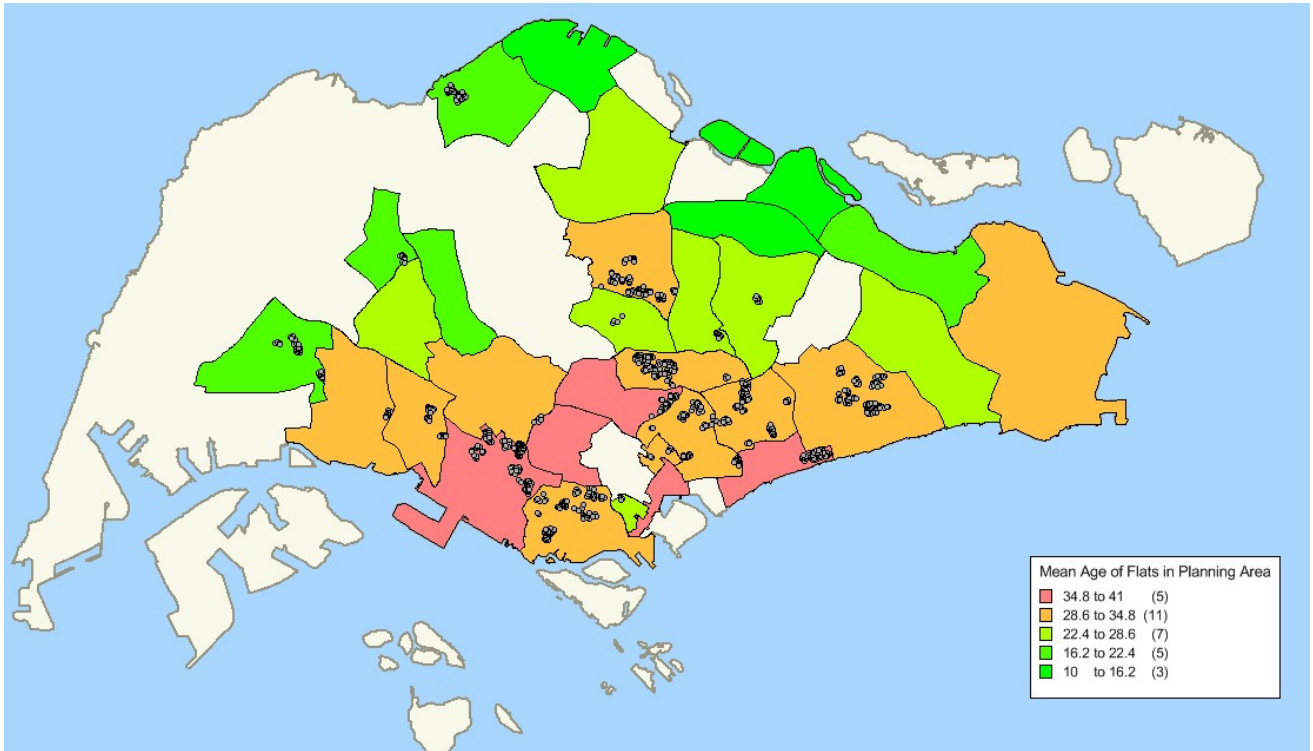 Mean Age of Flats in Planning Area
34.8 to 41 (5)
28.6 to 34.8 (11)
22.4 to 28.6 (7)
16.2 to 22.4 (5)
10 to 16.2 (3)